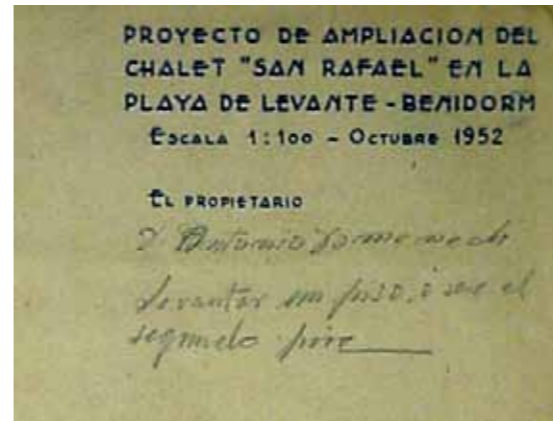 PROYECTO DE AMPLIACION DEL
CHALET "SAN RAFAEL" EN LA
PLAYA DE LEVANTE - BENIDORM
ESCALA 1:100 - OCTUBRE 1952
EL PROPIETARIO
D Antonio
Levantar un piso, o sea el
segundo piso